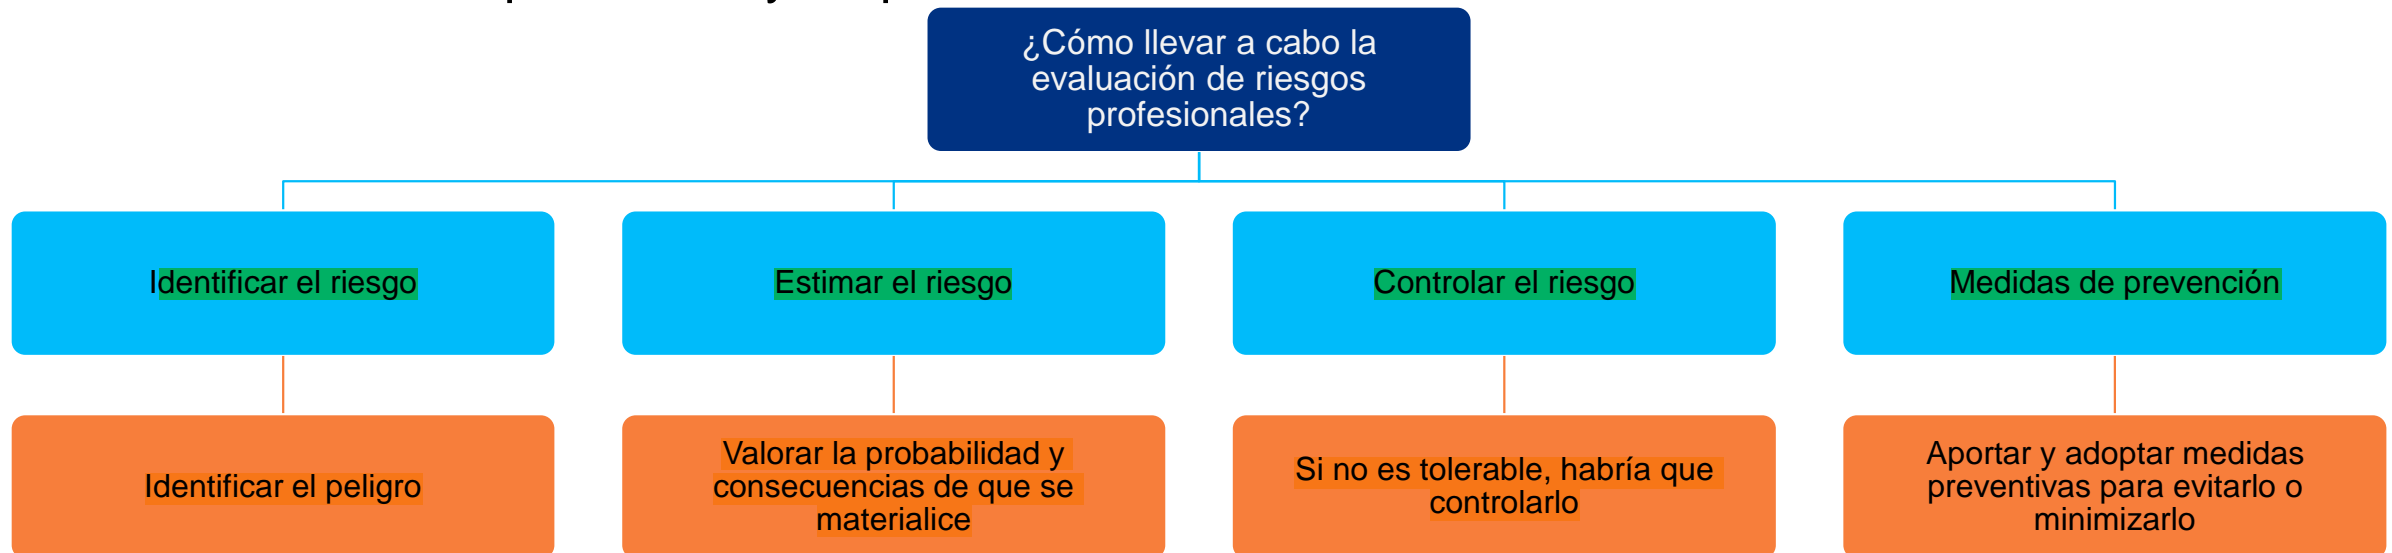 ¿Cómo llevar a cabo la
evaluación de riesgos
profesionales?
Identificar el riesgo
Estimar el riesgo
Controlar el riesgo
Medidas de prevención
Identificar el peligro
Valorar la probabilidad y
consecuencias de que se
materialice
Si no es tolerable, habría que
controlarlo
Aportar y adoptar medidas
preventivas para evitarlo o
minimizarlo